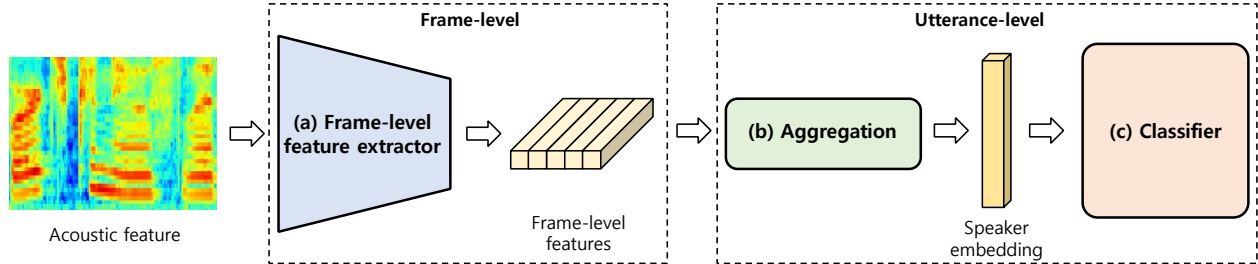 Frame-level
Utterance-level
(a) Frame-level
feature extractor
(b) Aggregation
(c) Classifier
Acoustic feature
Frame-level
features
Speaker
embedding